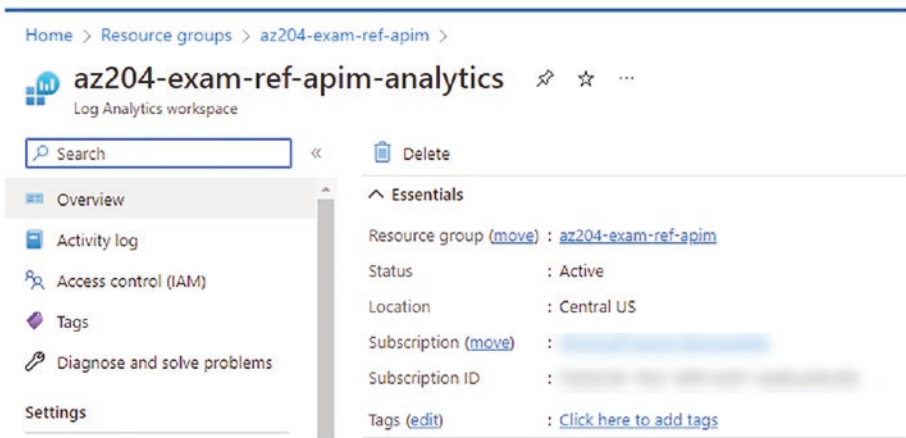 Home > Resource groups > az204-exam-ref-apim >
az204-exam-ref-apim-analytics
Log Analytics workspace
Search
Delete
Overview
Activity log
Access control (IAM)
Tags
Diagnose and solve problems
Settings
Essentials
Resource group (move) : az204-exam-ref-apim
Status : Active
Location : Central US
Subscription (move) :
Subscription ID :
Tags (edit) : Click here to add tags